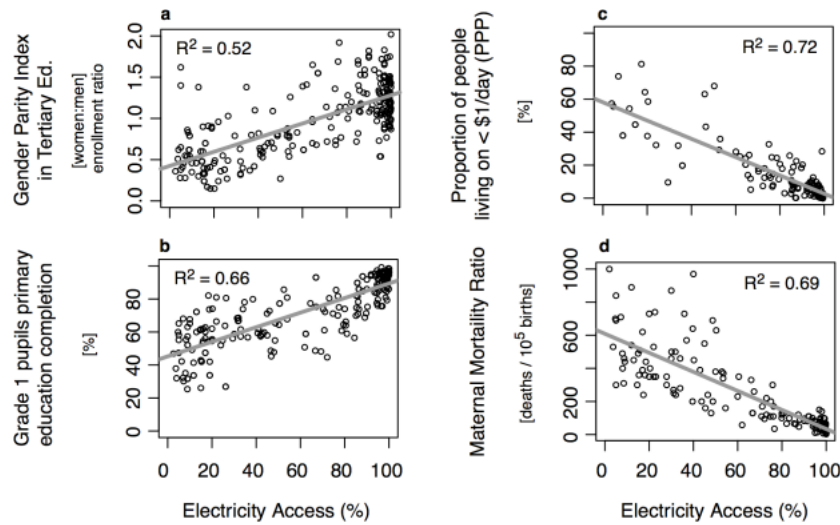 a
R² = 0.52
Gender Parity Index
in Tertiary Ed.
[women:men]
enrollment ratio
0.0 0.5 1.0 1.5 2.0
b
R² = 0.66
Grade 1 pupils primary
education completion
[%]
0 20 40 60 80
0 20 40 60 80 100
Electricity Access (%)
c
R² = 0.72
Proportion of people
living on < $1/day (PPP)
[%]
0 20 40 60 80
d
R² = 0.69
Maternal Mortaility Ratio
[deaths / 10⁵ births]
0 200 600 1000
0 20 40 60 80 100
Electricity Access (%)